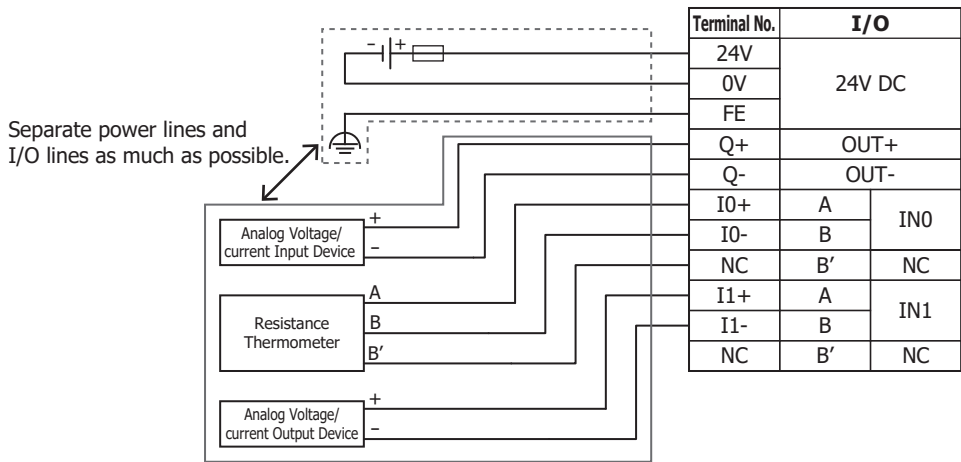 Terminal No. I/O
24V
0V 24V DC
FE
Q+ OUT+
Q- OUT-
I0+ A IN0
I0- B
NC B′ NC
I1+ A IN1
I1- B
NC B′ NC
- +
Separate power lines and
I/O lines as much as possible.
Analog Voltage/
current Input Device
+
-
Resistance
Thermometer
A
B
B′
Analog Voltage/
current Output Device
+
-